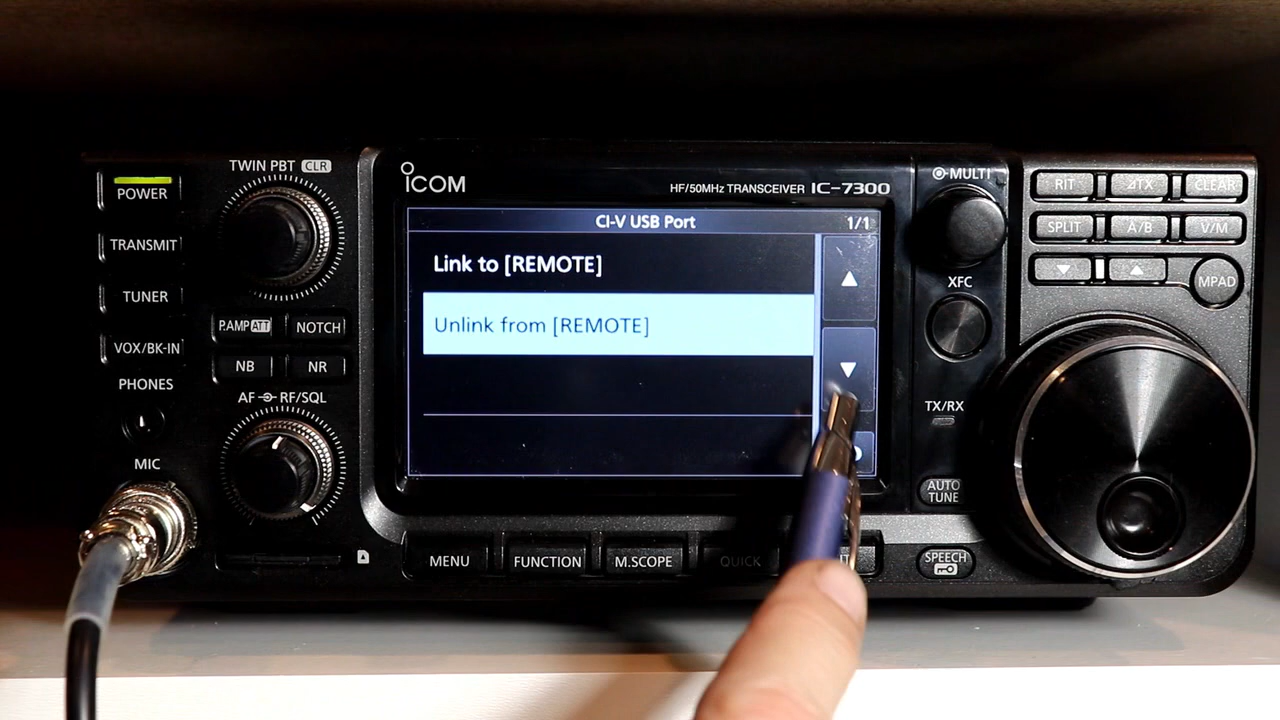 TWIN PBT CLR
POWER
TRANSMIT
TUNER
VOX/BK-IN
PHONES
MIC
P.AMP ATT
NOTCH
NB
NR
AF RF/SQL
ICOM
HF/50MHz TRANSCEIVER IC-7300
CI-V USB Port 1/1
Link to [REMOTE]
Unlink from [REMOTE]
MENU
FUNCTION
M.SCOPE
QUICK
MULTI
XFC
TX/RX
AUTO
TUNE
SPEECH
RIT
⊿TX
CLEAR
SPLIT
A/B
V/M
MPAD